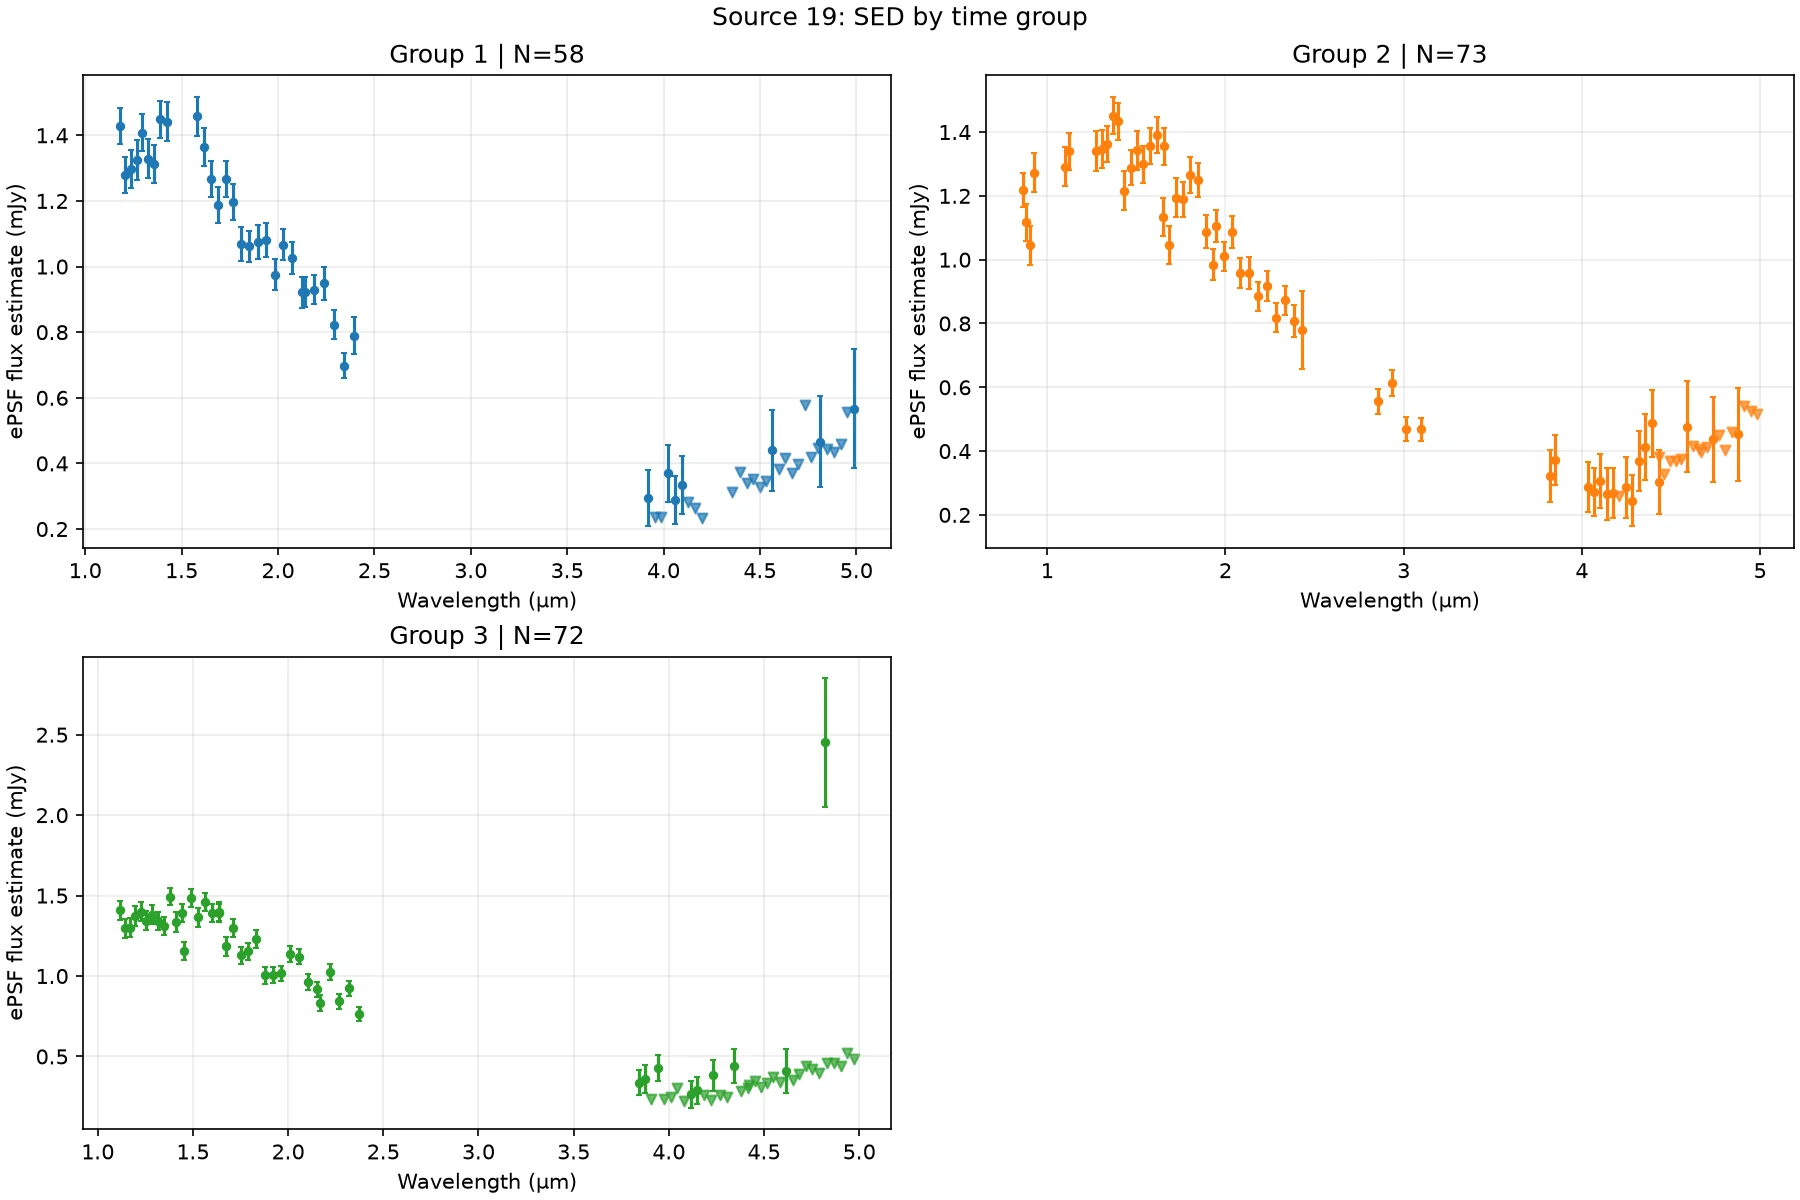 Source 19: SED by time group
Group 1 | N=58
ePSF flux estimate (mJy)
1.4
1.2
1.0
0.8
0.6
0.4
0.2
1.0 1.5 2.0 2.5 3.0 3.5 4.0 4.5 5.0
Wavelength (µm)
Group 2 | N=73
ePSF flux estimate (mJy)
1.4
1.2
1.0
0.8
0.6
0.4
0.2
1 2 3 4 5
Wavelength (µm)
Group 3 | N=72
ePSF flux estimate (mJy)
2.5
2.0
1.5
1.0
0.5
1.0 1.5 2.0 2.5 3.0 3.5 4.0 4.5 5.0
Wavelength (µm)